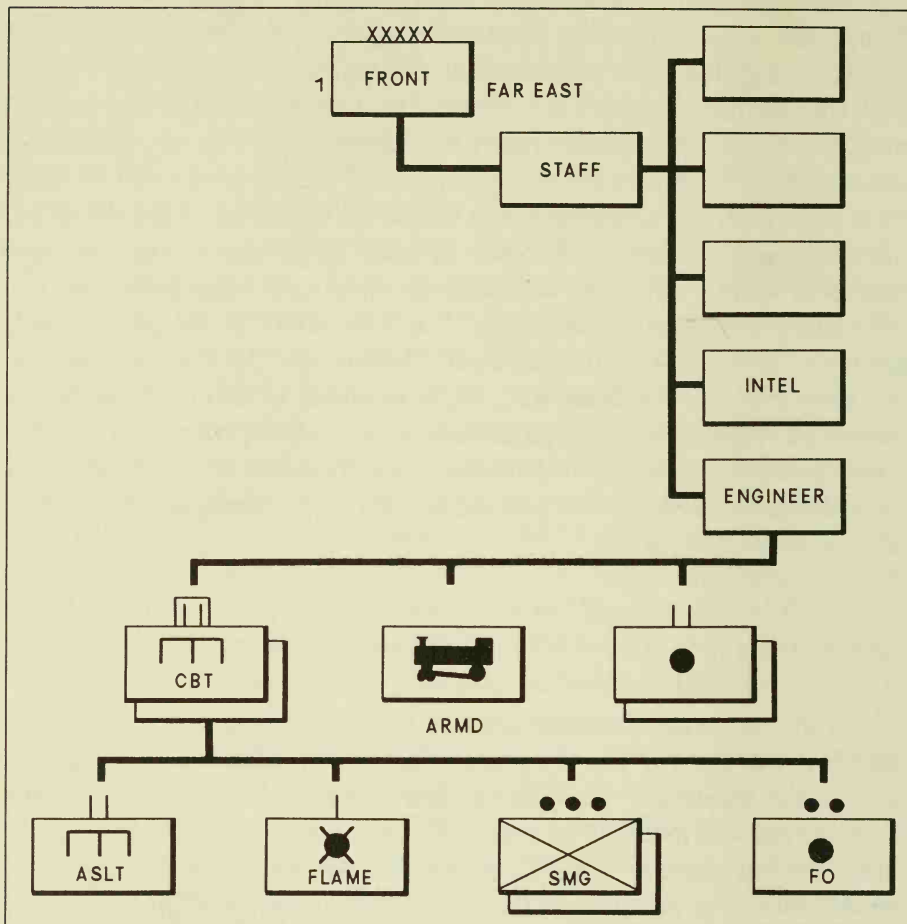 XXXXX
1 FRONT FAR EAST
STAFF
INTEL
ENGINEER
CBT
ARMD
ASLT FLAME SMG FO